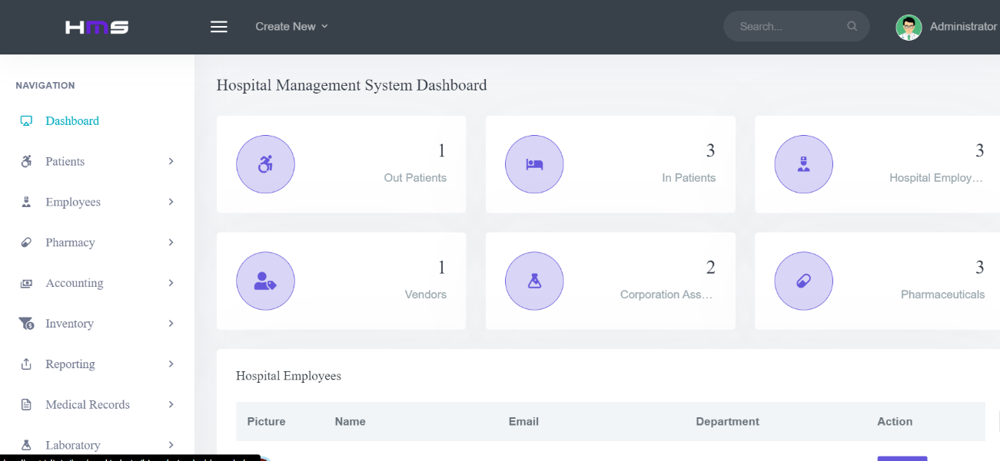 HMS
Create New
Search...
Administrator
NAVIGATION
Dashboard
Patients
Employees
Pharmacy
Accounting
Inventory
Reporting
Medical Records
Laboratory
Hospital Management System Dashboard
1
Out Patients
3
In Patients
3
Hospital Employ...
1
Vendors
2
Corporation Ass...
3
Pharmaceuticals
Hospital Employees
Picture Name Email Department Action